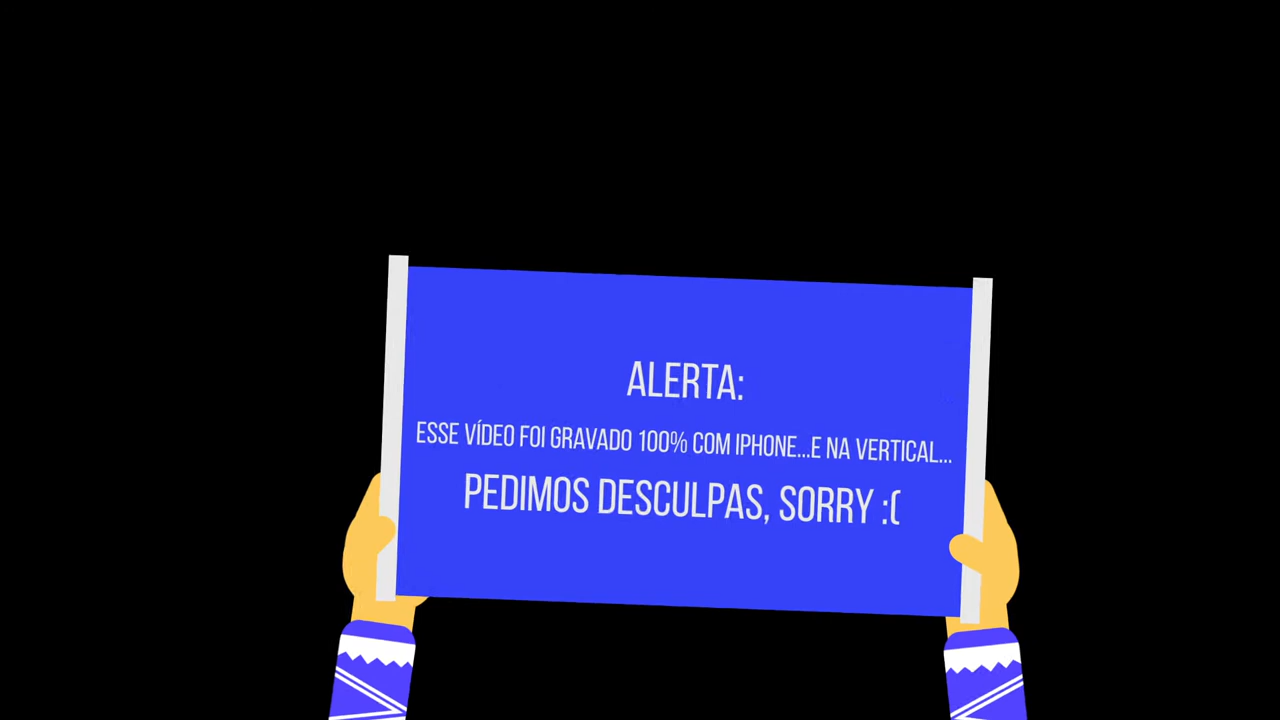 ALERTA:
ESSE VÍDEO FOI GRAVADO 100% COM IPHONE...E NA VERTICAL...
PEDIMOS DESCULPAS, SORRY :(